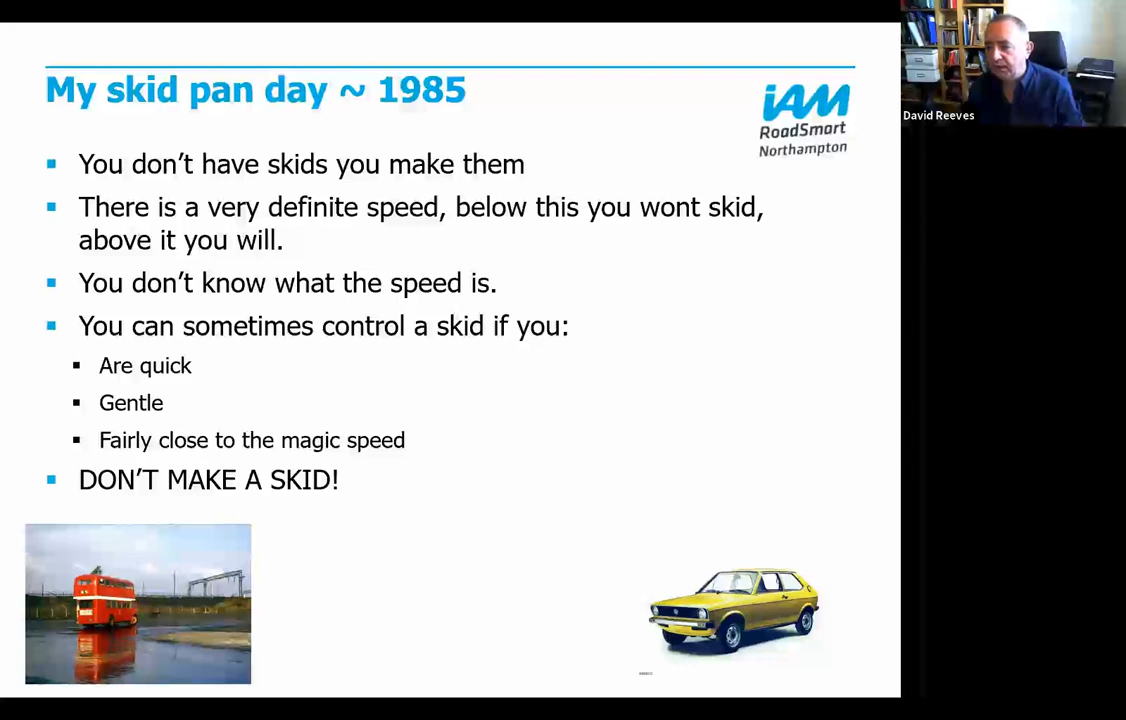 My skid pan day ~ 1985
iAM
RoadSmart
Northampton
David Reeves
You don't have skids you make them
There is a very definite speed, below this you wont skid,
above it you will.
You don't know what the speed is.
You can sometimes control a skid if you:
Are quick
Gentle
Fairly close to the magic speed
DON'T MAKE A SKID!